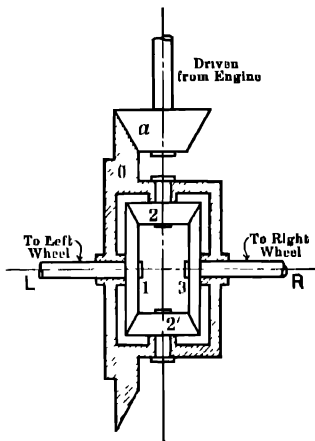 Driven
from Engine
a
0
2
To Left
Wheel
To Right
Wheel
L
1
3
R
2'